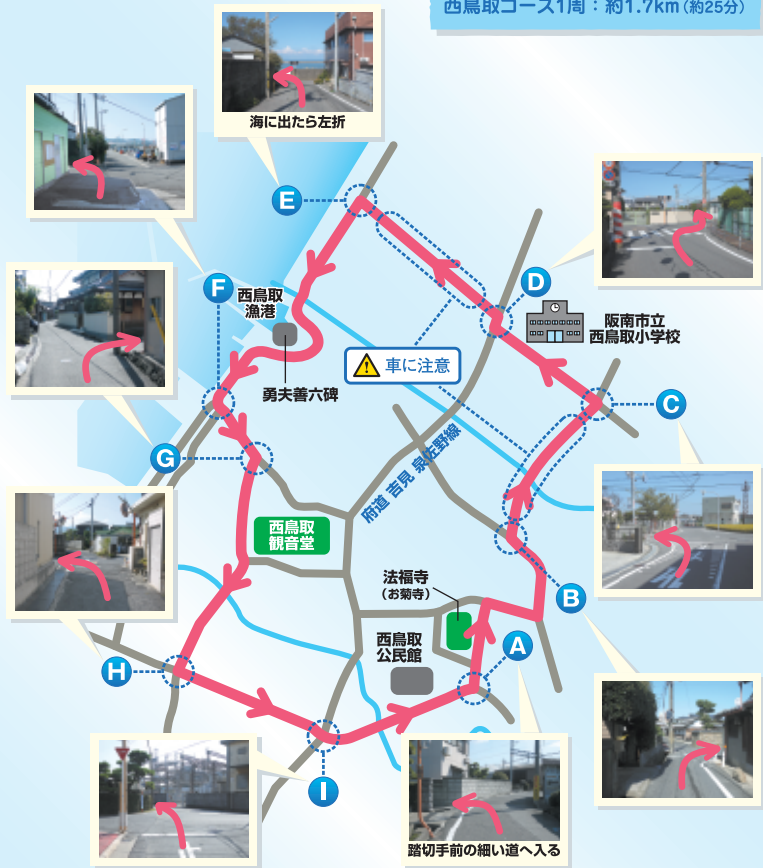 西鳥取コース1周：約1.7km（約25分）
海に出たら左折
E
D
F
西鳥取
漁港
阪南市立
西鳥取小学校
車に注意
勇夫善六碑
C
G
府道 吉見 泉佐野線
西鳥取
観音堂
法福寺
（お菊寺）
B
西鳥取
公民館
A
H
I
踏切手前の細い道へ入る